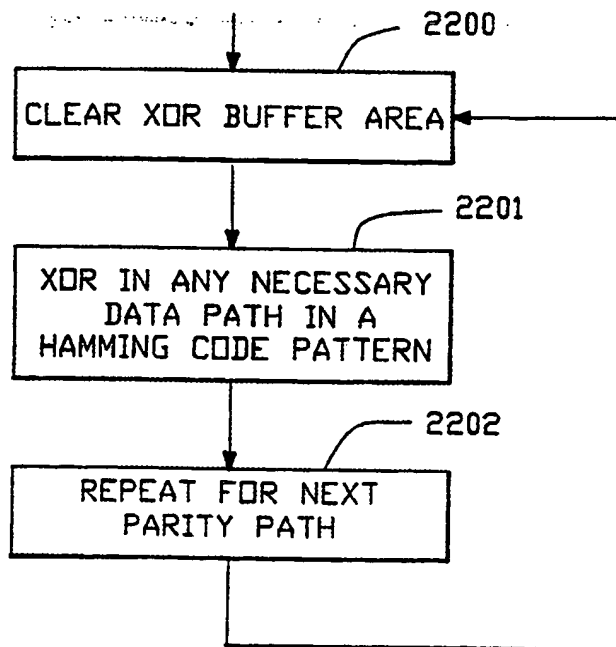 2200
CLEAR XOR BUFFER AREA
2201
XOR IN ANY NECESSARY
DATA PATH IN A
HAMMING CODE PATTERN
2202
REPEAT FOR NEXT
PARITY PATH